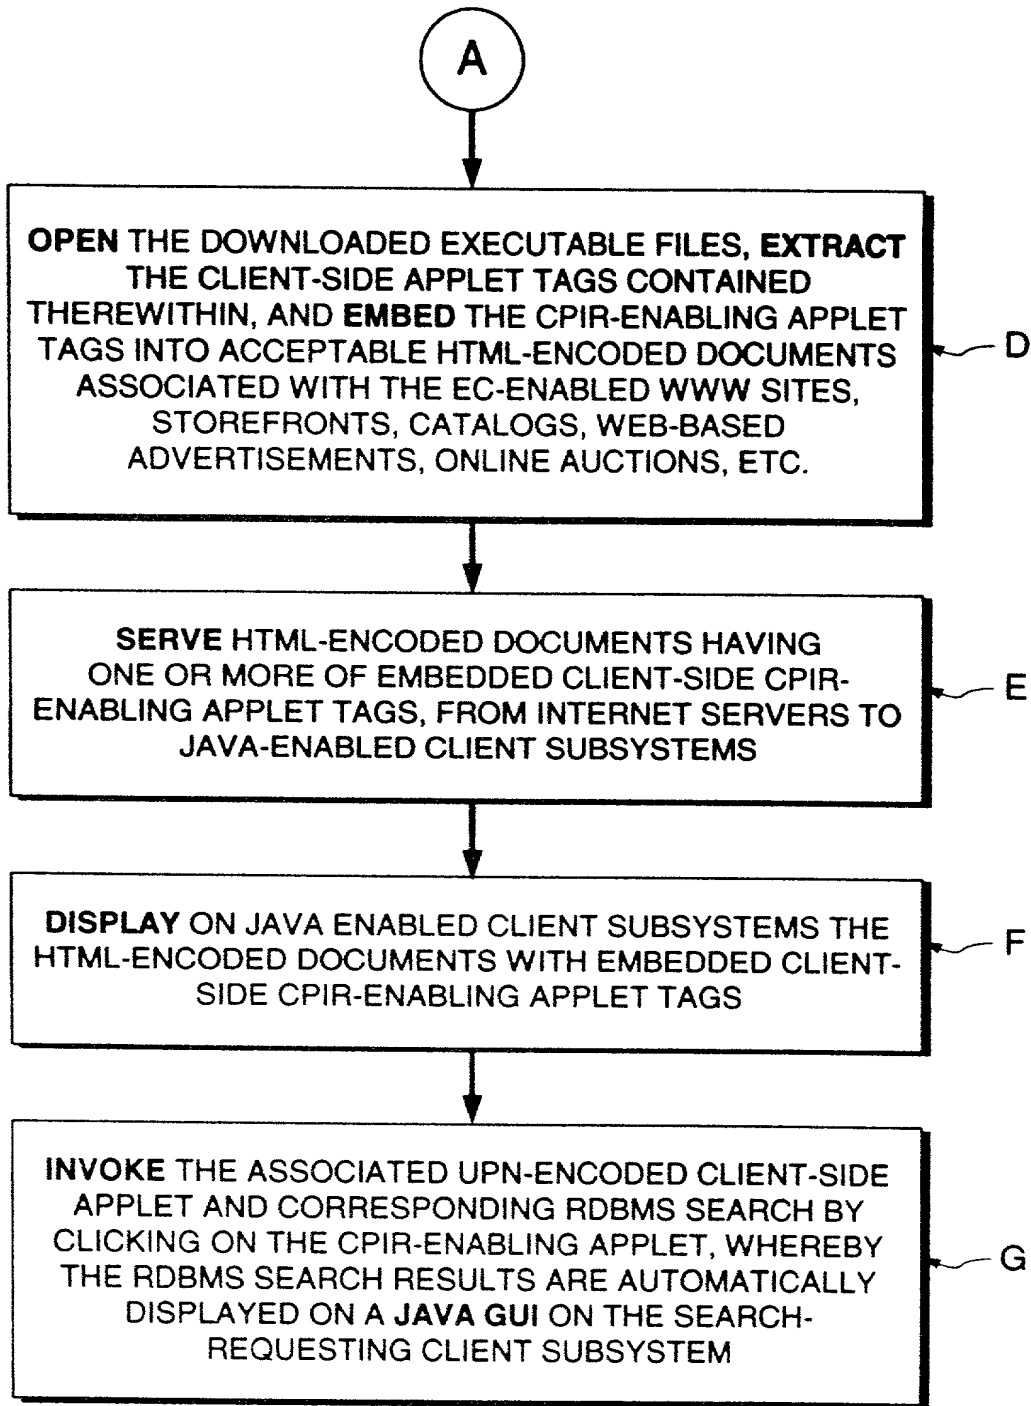 A
OPEN THE DOWNLOADED EXECUTABLE FILES, EXTRACT
THE CLIENT-SIDE APPLET TAGS CONTAINED
THEREWITHIN, AND EMBED THE CPIR-ENABLING APPLET
TAGS INTO ACCEPTABLE HTML-ENCODED DOCUMENTS
ASSOCIATED WITH THE EC-ENABLED WWW SITES,
STOREFRONTS, CATALOGS, WEB-BASED
ADVERTISEMENTS, ONLINE AUCTIONS, ETC.
D
SERVE HTML-ENCODED DOCUMENTS HAVING
ONE OR MORE OF EMBEDDED CLIENT-SIDE CPIR-
ENABLING APPLET TAGS, FROM INTERNET SERVERS TO
JAVA-ENABLED CLIENT SUBSYSTEMS
E
DISPLAY ON JAVA ENABLED CLIENT SUBSYSTEMS THE
HTML-ENCODED DOCUMENTS WITH EMBEDDED CLIENT-
SIDE CPIR-ENABLING APPLET TAGS
F
INVOKE THE ASSOCIATED UPN-ENCODED CLIENT-SIDE
APPLET AND CORRESPONDING RDBMS SEARCH BY
CLICKING ON THE CPIR-ENABLING APPLET, WHEREBY
THE RDBMS SEARCH RESULTS ARE AUTOMATICALLY
DISPLAYED ON A JAVA GUI ON THE SEARCH-
REQUESTING CLIENT SUBSYSTEM
G